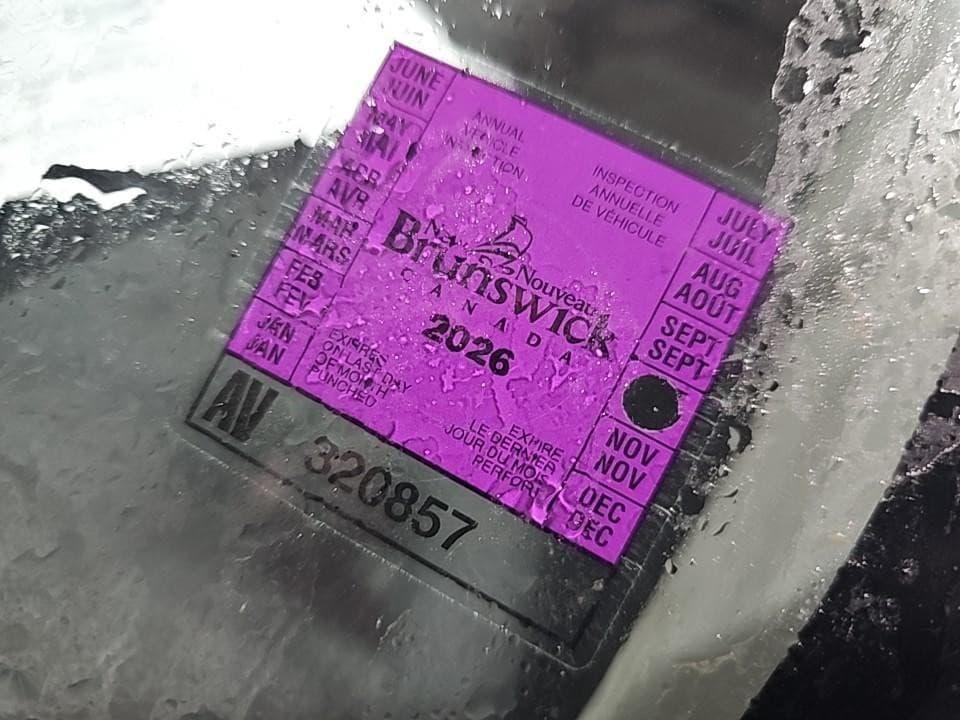 JUNE
JUIN
MAY
MAI
AVR
MAR
MARS
FEB
FEV
JAN
JAN
ANNUAL
VEHICLE
INSPECTION
INSPECTION
ANNUELLE
DE VÉHICULE
New Nouveau
Brunswick
CANADA
2026
EXPIRES
ON LAST DAY
OF MONTH
PUNCHED
EXPIRE
LE DERNIER
JOUR DU MOIS
PERFORÉ
JULY
JUIL
AUG
AOÛT
SEPT
SEPT
NOV
NOV
DEC
DEC
AV 320857